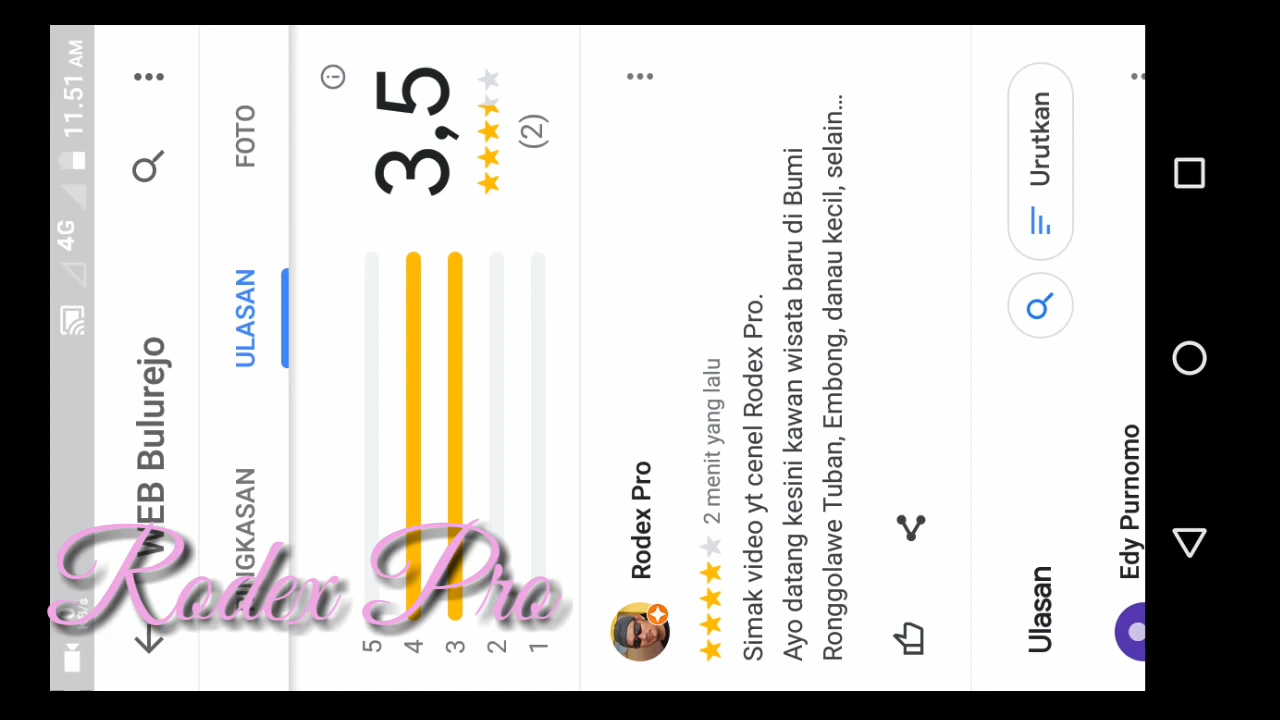 11.51 AM
4G
WEB Bulurejo
RINGKASAN
ULASAN
FOTO
5
4
3
2
1
3,5
(2)
Rodex Pro
2 menit yang lalu
Simak video yt cenel Rodex Pro.
Ayo datang kesini kawan wisata baru di Bumi
Ronggolawe Tuban, Embong, danau kecil, selain...
Ulasan
Urutkan
Edy Purnomo
Rodex Pro